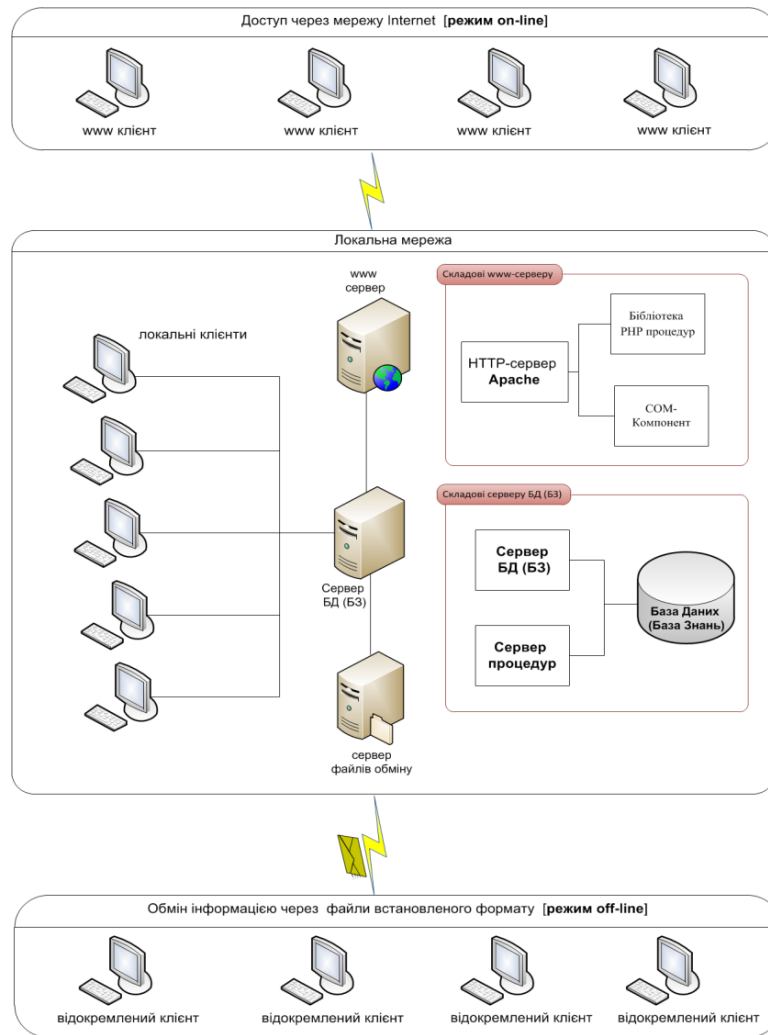 Доступ через мережу Internet [режим on-line]
www клієнт
www клієнт
www клієнт
www клієнт
Локальна мережа
www
сервер
локальні клієнти
Сервер
БД (БЗ)
сервер
файлів обміну
Складові www-серверу
HTTP-сервер
Apache
Бібліотека
PHP процедур
COM-
Компонент
Складові серверу БД (БЗ)
Сервер
БД (БЗ)
Сервер
процедур
База Даних
(База Знань)
Обмін інформацією через файли встановленого формату [режим off-line]
відокремлений клієнт
відокремлений клієнт
відокремлений клієнт
відокремлений клієнт